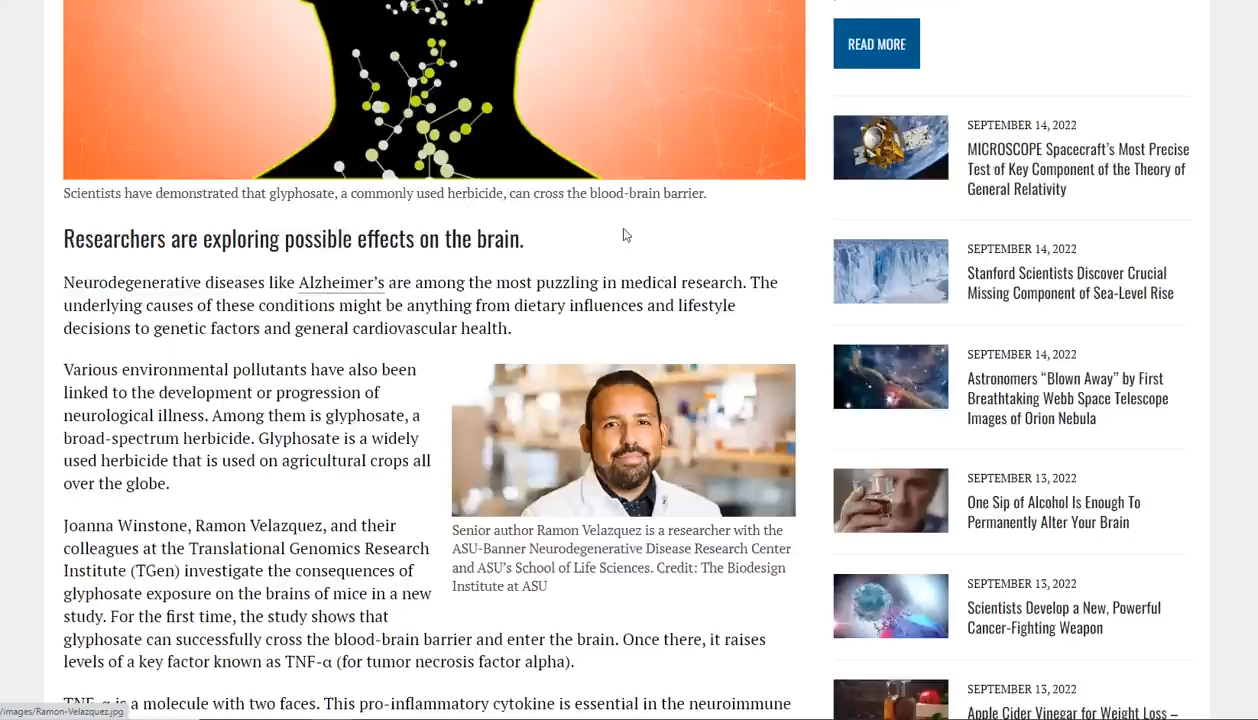 Scientists have demonstrated that glyphosate, a commonly used herbicide, can cross the blood-brain barrier.
Researchers are exploring possible effects on the brain.
Neurodegenerative diseases like Alzheimer's are among the most puzzling in medical research. The
underlying causes of these conditions might be anything from dietary influences and lifestyle
decisions to genetic factors and general cardiovascular health.
Various environmental pollutants have also been
linked to the development or progression of
neurological illness. Among them is glyphosate, a
broad-spectrum herbicide. Glyphosate is a widely
used herbicide that is used on agricultural crops all
over the globe.
Senior author Ramon Velazquez is a researcher with the
ASU-Banner Neurodegenerative Disease Research Center
and ASU's School of Life Sciences. Credit: The Biodesign
Institute at ASU
Joanna Winstone, Ramon Velazquez, and their
colleagues at the Translational Genomics Research
Institute (TGen) investigate the consequences of
glyphosate exposure on the brains of mice in a new
study. For the first time, the study shows that
glyphosate can successfully cross the blood-brain barrier and enter the brain. Once there, it raises
levels of a key factor known as TNF-α (for tumor necrosis factor alpha).
TNF-α is a molecule with two faces. This pro-inflammatory cytokine is essential in the neuroimmune
/images/Ramon-Velazquez.jpg
READ MORE
SEPTEMBER 14, 2022
MICROSCOPE Spacecraft's Most Precise
Test of Key Component of the Theory of
General Relativity
SEPTEMBER 14, 2022
Stanford Scientists Discover Crucial
Missing Component of Sea-Level Rise
SEPTEMBER 14, 2022
Astronomers “Blown Away” by First
Breathtaking Webb Space Telescope
Images of Orion Nebula
SEPTEMBER 13, 2022
One Sip of Alcohol Is Enough To
Permanently Alter Your Brain
SEPTEMBER 13, 2022
Scientists Develop a New, Powerful
Cancer-Fighting Weapon
SEPTEMBER 13, 2022
Apple Cider Vinegar for Weight Loss –